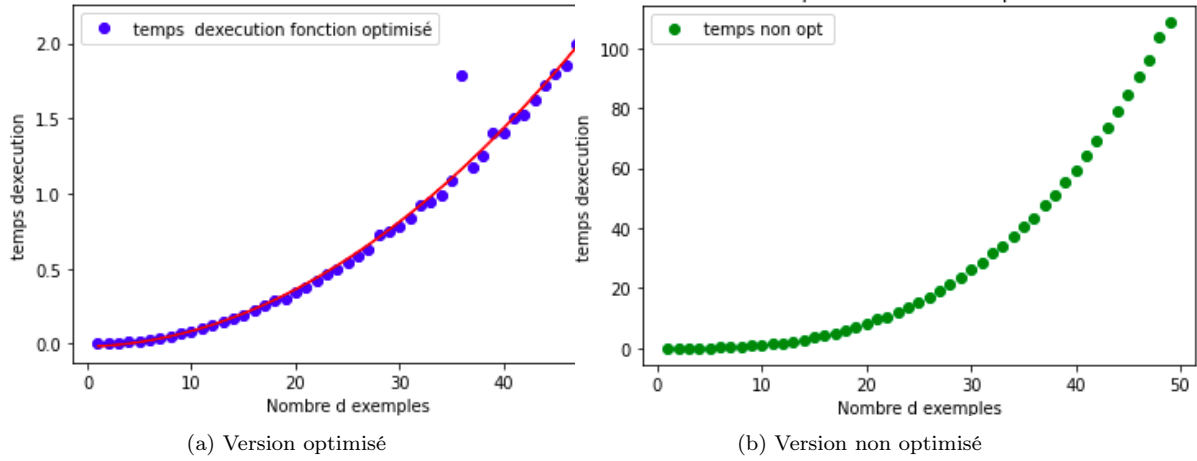 temps dexecution fonction optimisé
2.0
1.5
1.0
0.5
0.0
temps dexecution
0
10
20
30
40
Nombre d exemples
(a) Version optimisé
temps non opt
100
80
60
40
20
0
temps dexecution
0
10
20
30
40
50
Nombre d exemples
(b) Version non optimisé